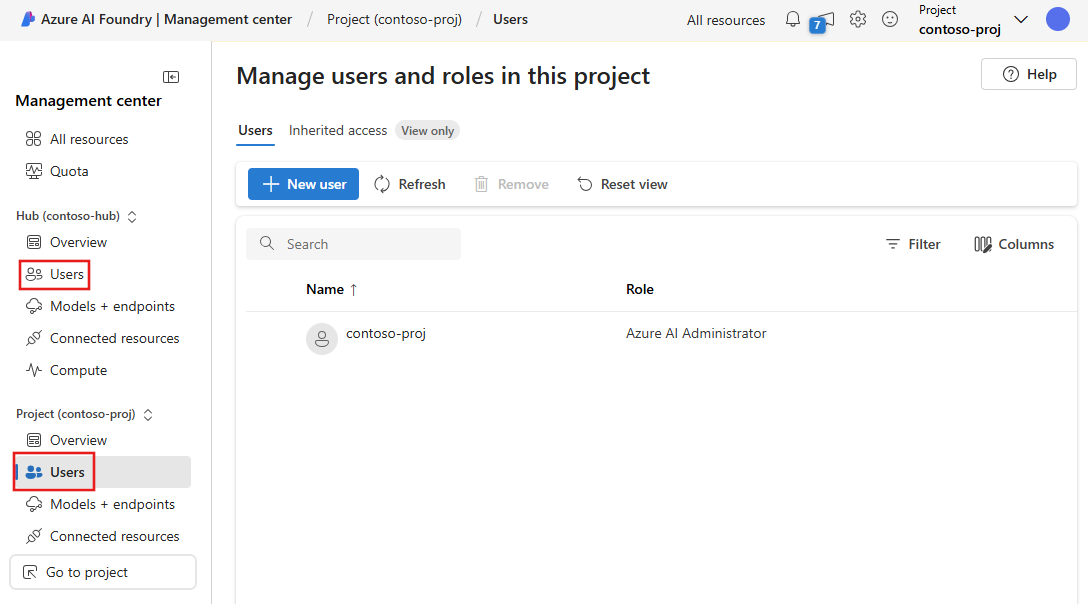 Azure AI Foundry | Management center / Project (contoso-proj) / Users
All resources
7
Project
contoso-proj
Management center
All resources
Quota
Hub (contoso-hub)
Overview
Users
Models + endpoints
Connected resources
Compute
Project (contoso-proj)
Overview
Users
Models + endpoints
Connected resources
Go to project
Manage users and roles in this project
Help
Users
Inherited access
View only
New user
Refresh
Remove
Reset view
Search
Filter
Columns
Name ↑
Role
contoso-proj
Azure AI Administrator